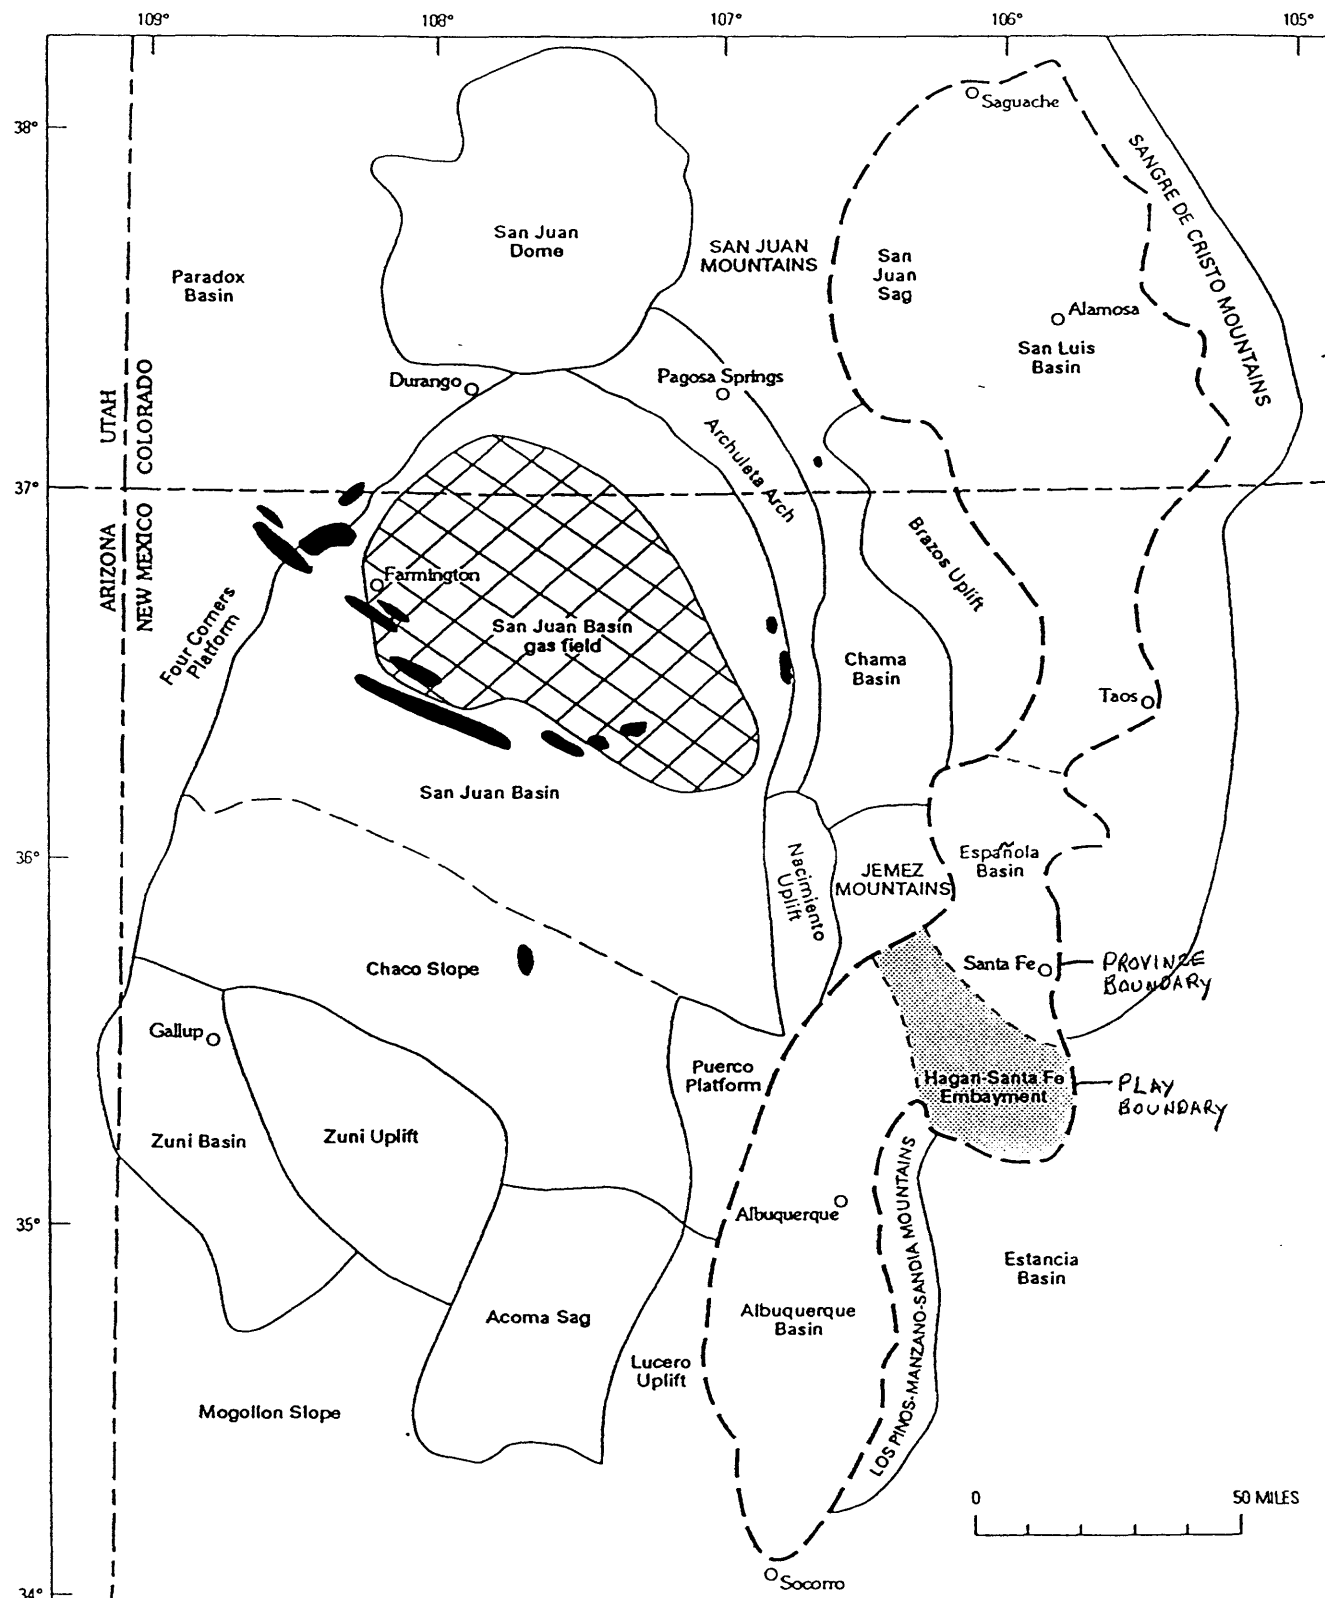 109°
108°
107°
106°
105°
38°
Saguache
SANGRE DE CRISTO MOUNTAINS
San Juan
Dome
SAN JUAN
MOUNTAINS
San
Juan
Sag
Paradox
Basin
Alamosa
San Luis
Basin
Durango
Pagosa Springs
UTAH
COLORADO
Archuleta Arch
37°
ARIZONA
NEW MEXICO
Brazos Uplift
Farmington
San Juan Basin
gas field
Four Corners
Platform
Chama
Basin
Taos
San Juan Basin
36°
Nacimiento
Uplift
JEMEZ
MOUNTAINS
Española
Basin
Chaco Slope
Santa Fe
PROVINCE
BOUNDARY
Gallup
Puerco
Platform
Hagan-Santa Fe
Embayment
PLAY
BOUNDARY
Zuni Basin
Zuni Uplift
35°
Albuquerque
LOS PINOS-MANZANO-SANDIA MOUNTAINS
Estancia
Basin
Acoma Sag
Albuquerque
Basin
Lucero
Uplift
Mogollon Slope
0
50 MILES
Socorro
34°